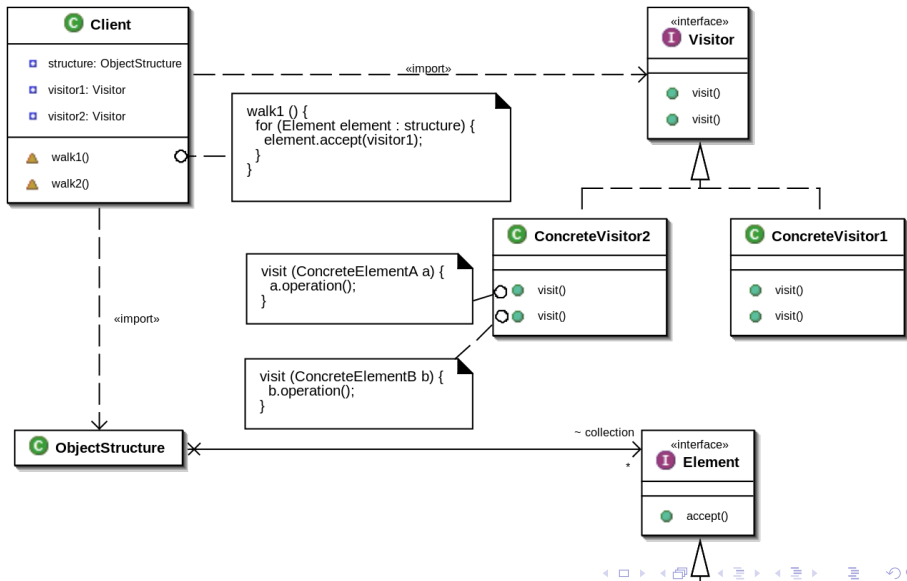 Client
structure: ObjectStructure
visitor1: Visitor
visitor2: Visitor
walk1()
walk2()
«import»
«interface»
Visitor
visit()
visit()
walk1 () {
for (Element element : structure) {
element.accept(visitor1);
}
}
ConcreteVisitor2
visit()
visit()
ConcreteVisitor1
visit()
visit()
visit (ConcreteElementA a) {
a.operation();
}
«import»
visit (ConcreteElementB b) {
b.operation();
}
ObjectStructure
~ collection
*
«interface»
Element
accept()